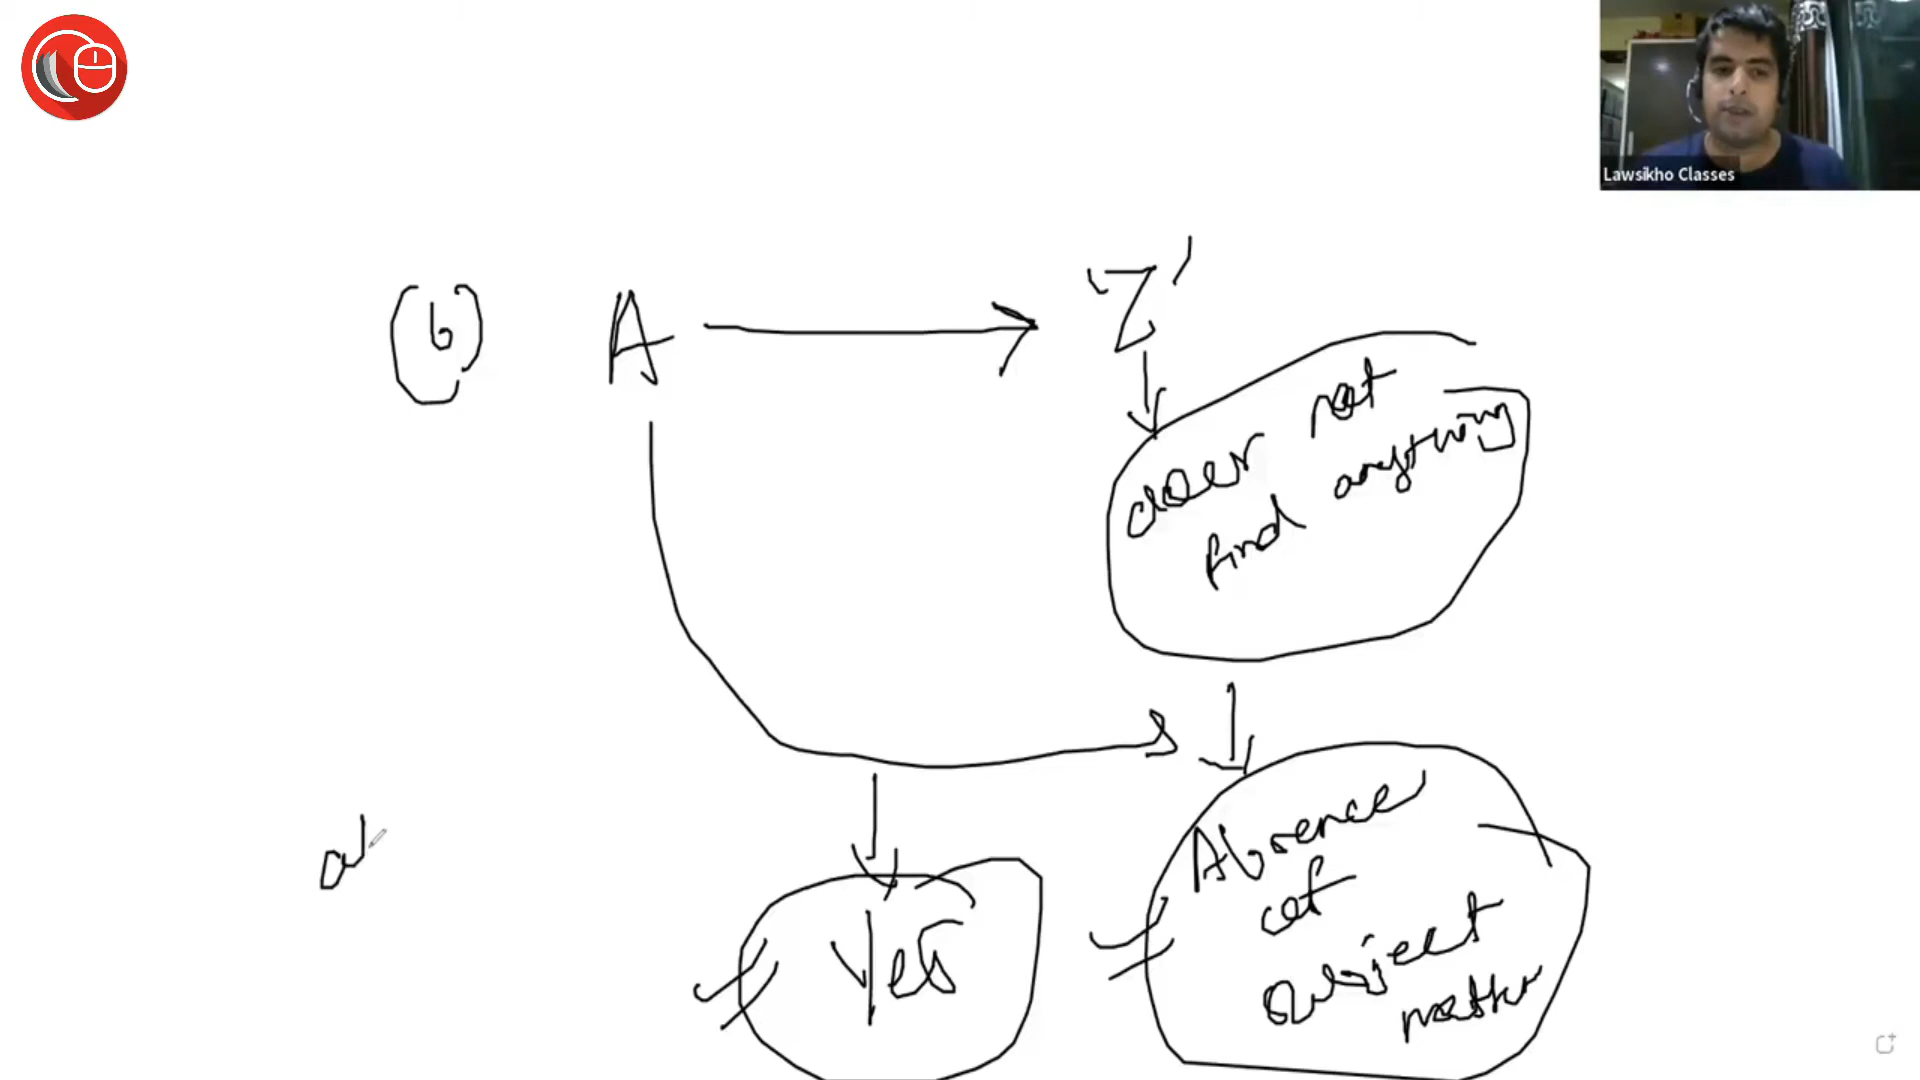 Lawsikho Classes
(b) A 'Z'
does not
find anything
Absence
of
subject
matter
Yes